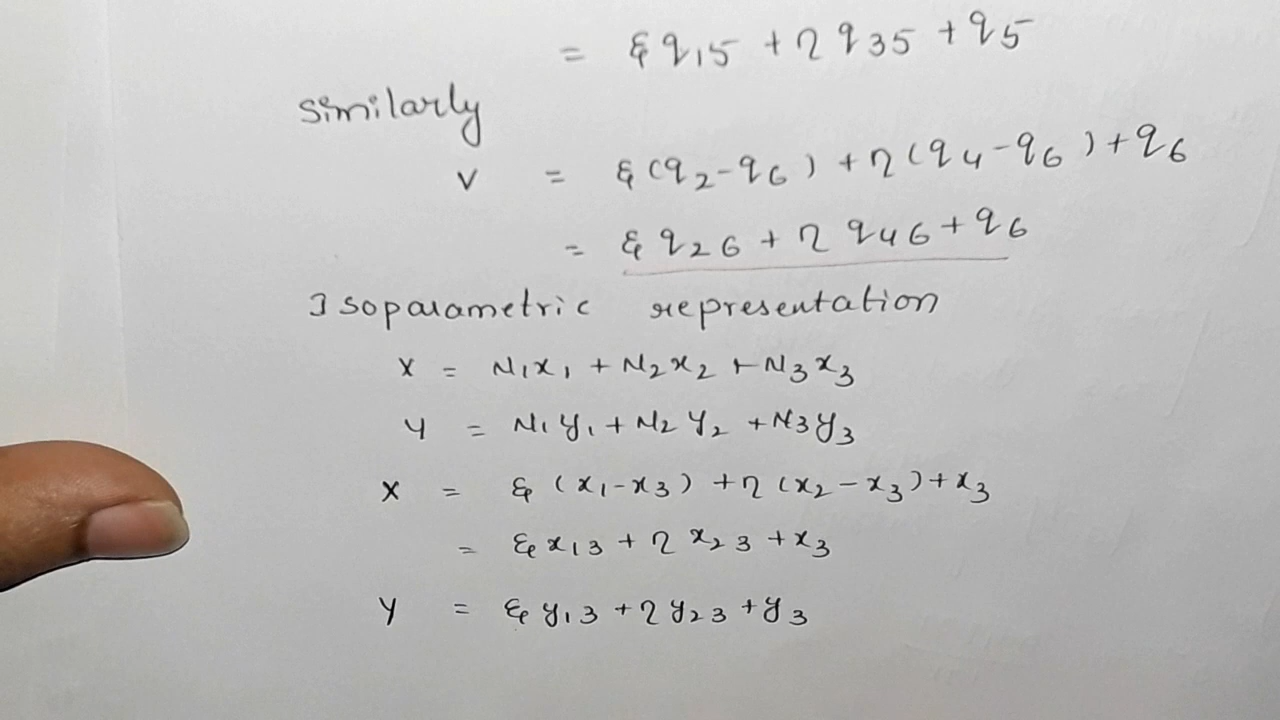 = ξ q15 + η q35 + q5
Similarly
v = ξ (q2-q6) + η (q4-q6) + q6
= ξ q26 + η q46 + q6
Isoparametric representation
x = N1x1 + N2x2 + N3x3
y = N1y1 + N2y2 + N3y3
x = ξ (x1-x3) + η (x2-x3) + x3
= ξ x13 + η x23 + x3
y = ξ y13 + η y23 + y3